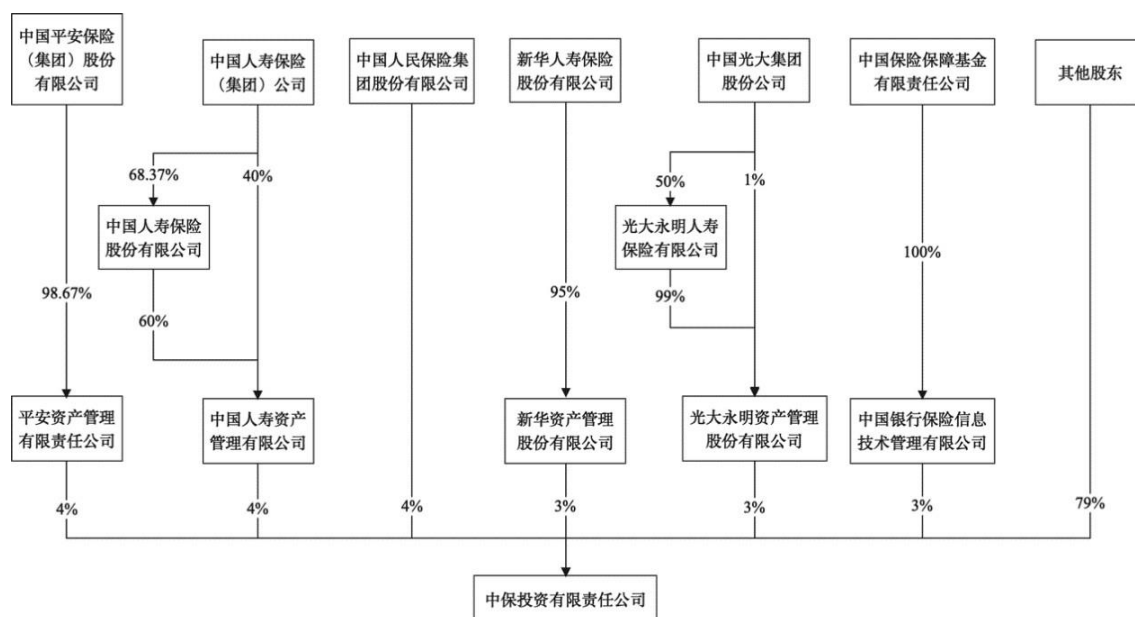 中国平安保险
（集团）股份
有限公司
中国人寿保险
（集团）公司
中国人民保险集
团股份有限公司
新华人寿保险
股份有限公司
中国光大集团
股份公司
中国保险保障基金
有限责任公司
其他股东
68.37%
40%
50%
1%
中国人寿保险
股份有限公司
光大永明人寿
保险有限公司
100%
98.67%
60%
95%
99%
平安资产管理
有限责任公司
中国人寿资产
管理有限公司
新华资产管理
股份有限公司
光大永明资产管理
股份有限公司
中国银行保险信息
技术管理有限公司
4%
4%
4%
3%
3%
3%
79%
中保投资有限责任公司